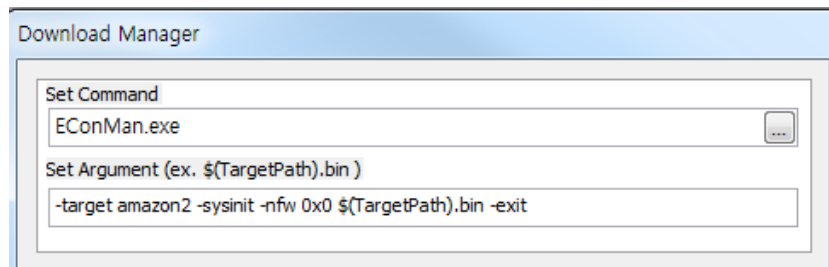 Download Manager
Set Command
EConMan.exe
...
Set Argument (ex. $(TargetPath).bin )
-target amazon2 -sysinit -nfw 0x0 $(TargetPath).bin -exit